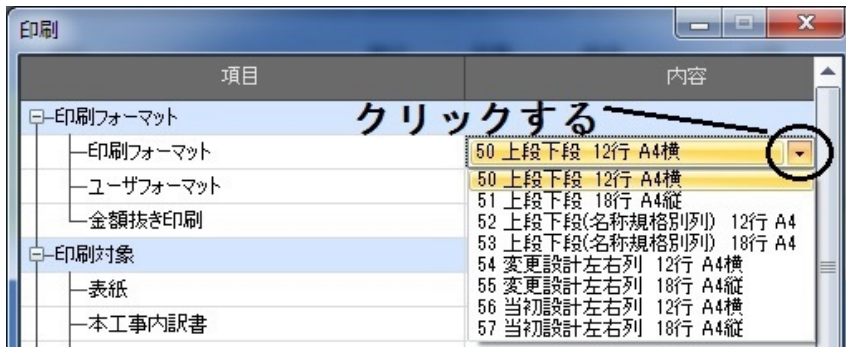 印刷
項目 内容
印刷フォーマット
クリックする
印刷フォーマット 50 上段下段 12行 A4横
ユーザフォーマット
金額抜き印刷
印刷対象
表紙
本工事内訳書
50 上段下段 12行 A4横
51 上段下段 18行 A4縦
52 上段下段(名称規格別列) 12行 A4
53 上段下段(名称規格別列) 18行 A4
54 変更設計左右列 12行 A4横
55 変更設計左右列 18行 A4縦
56 当初設計左右列 12行 A4横
57 当初設計左右列 18行 A4縦